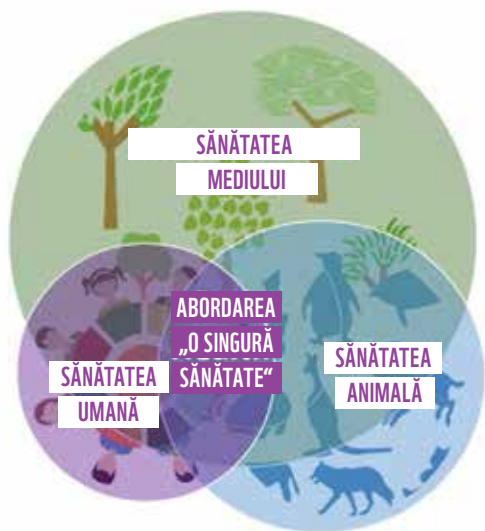 SĂNĂTATEA
MEDIULUI
ABORDAREA
„O SINGURĂ
SĂNĂTATE“
SĂNĂTATEA
UMANĂ
SĂNĂTATEA
ANIMALĂ